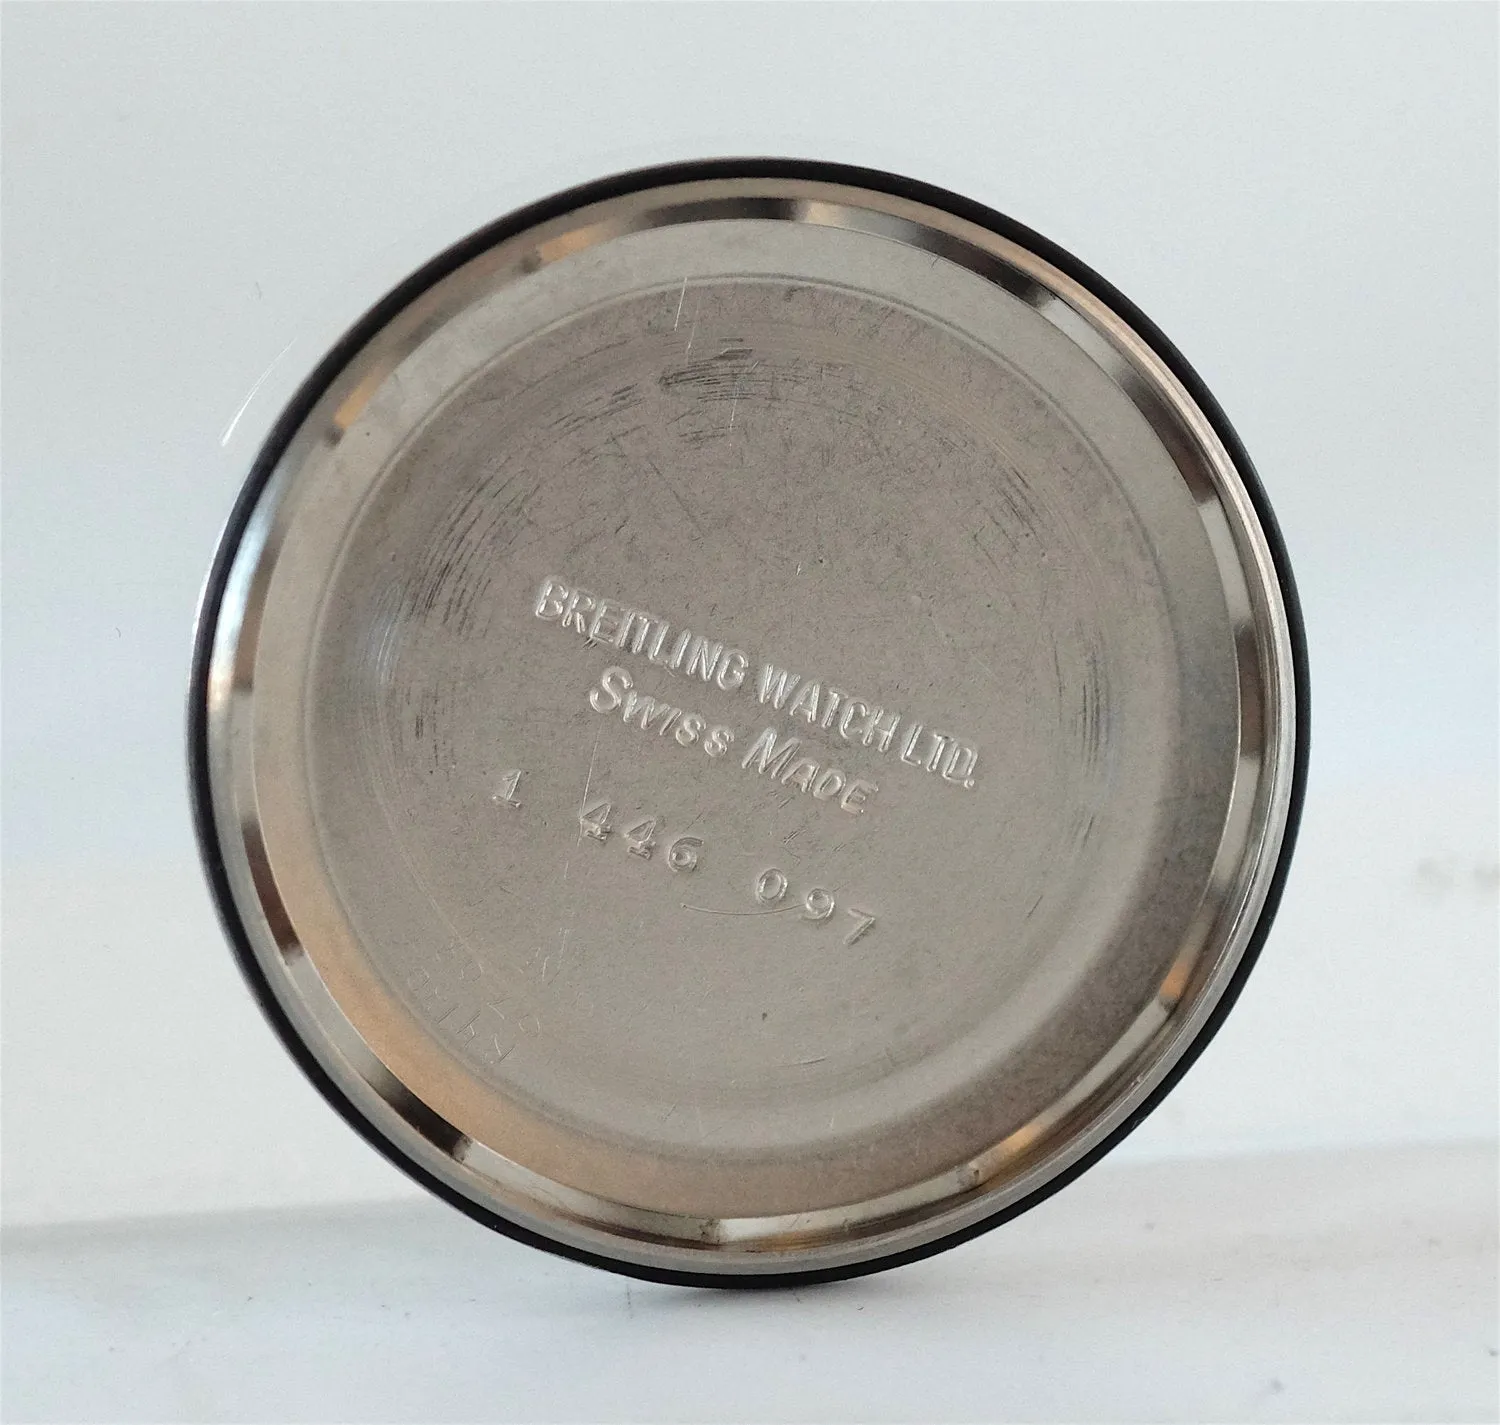 BREITLING WATCH LTD.
SWISS MADE
1 446 097